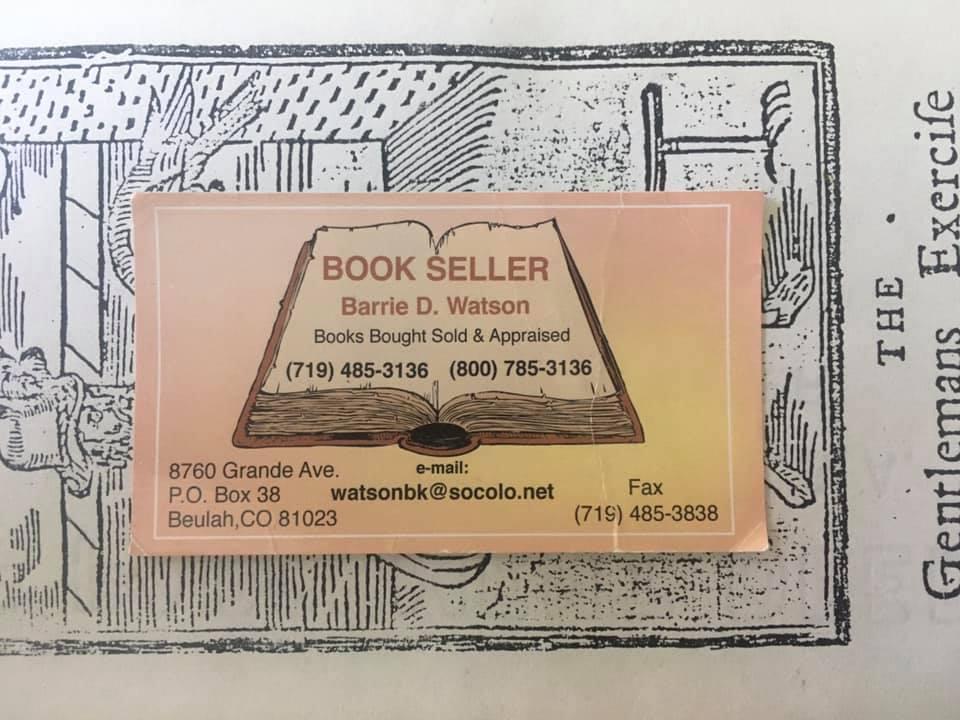 BOOK SELLER
Barrie D. Watson
Books Bought Sold & Appraised
(719) 485-3136 (800) 785-3136
8760 Grande Ave.
P.O. Box 38
Beulah,CO 81023
e-mail:
watsonbk@socolo.net
Fax
(719) 485-3838
THE
Gentlemans Exerciſe